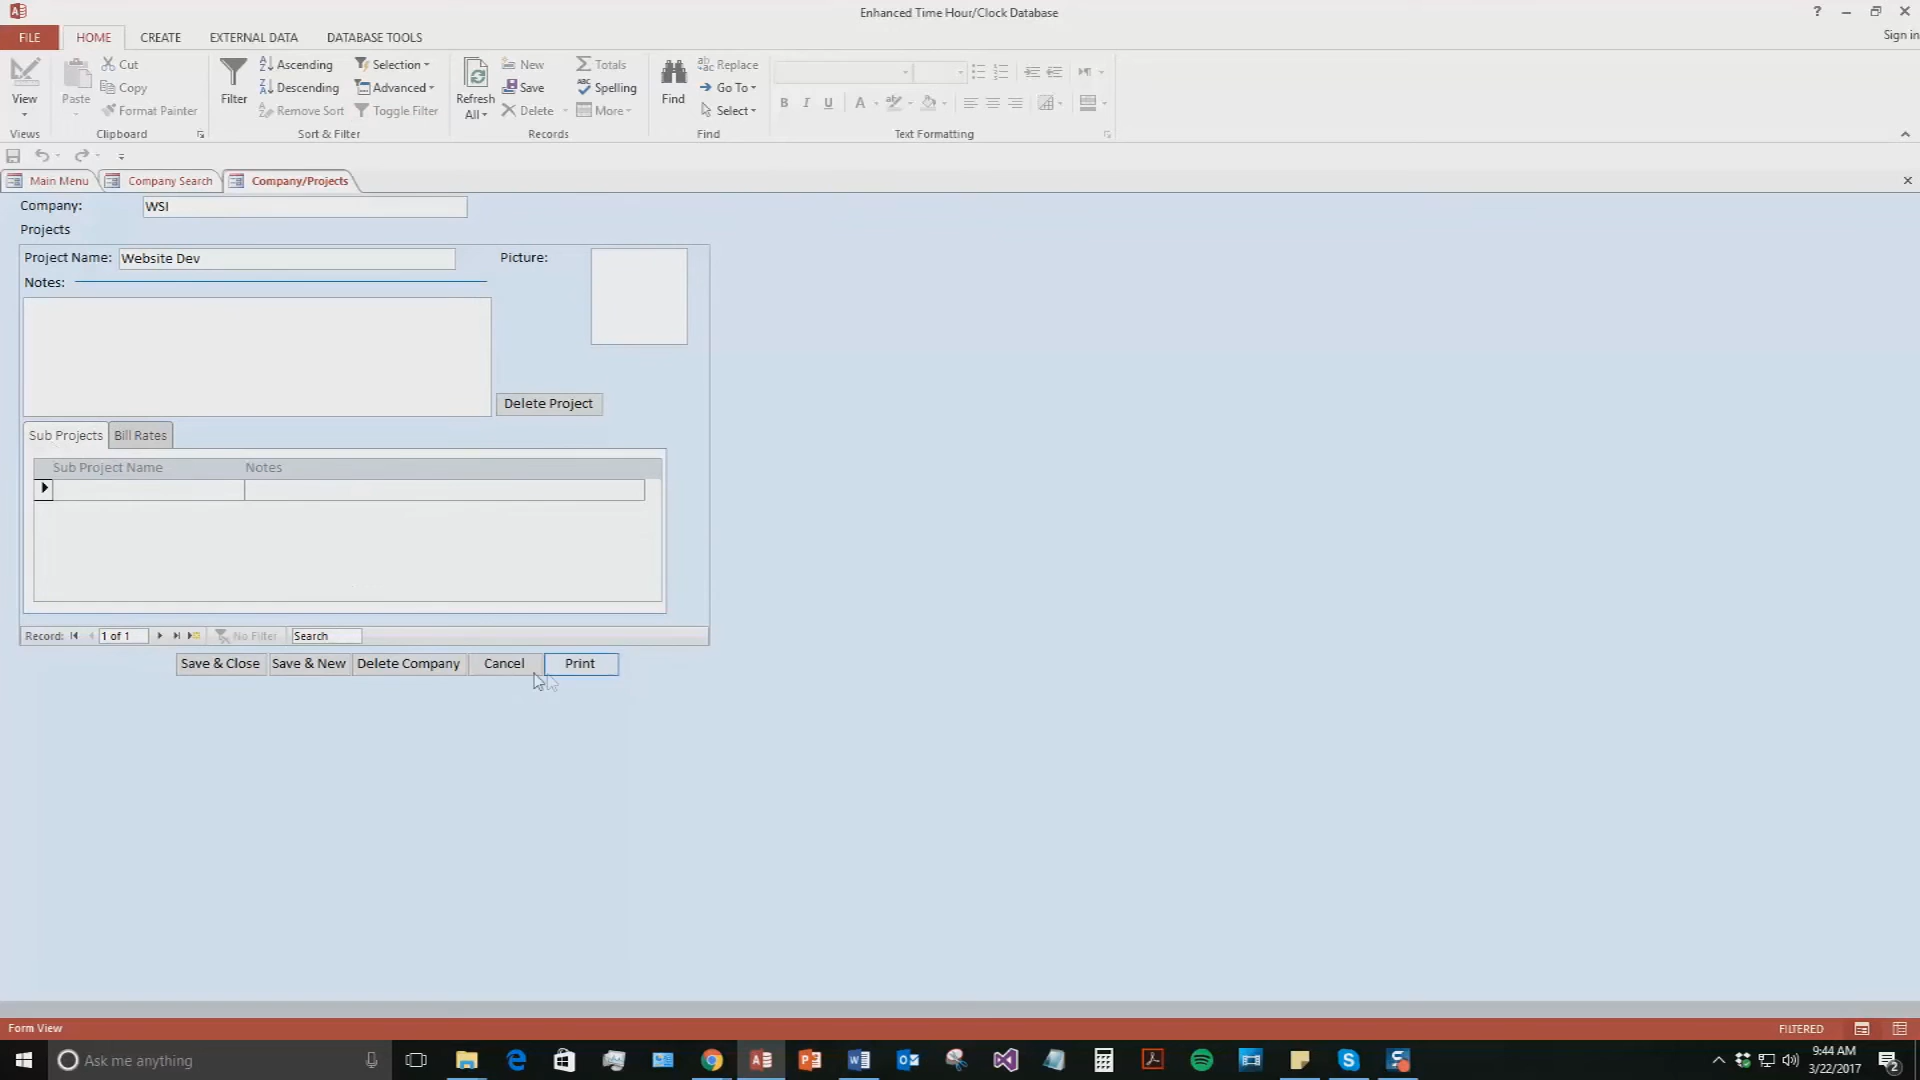 Enhanced Time Hour/Clock Database
?
Sign in
FILE HOME CREATE EXTERNAL DATA DATABASE TOOLS
View
Views
Paste
Cut
Copy
Format Painter
Clipboard
Filter
Ascending
Descending
Remove Sort
Selection
Advanced
Toggle Filter
Sort & Filter
Refresh
All
New
Save
Delete
Totals
Spelling
More
Records
Find
Replace
Go To
Select
Find
B I U A
Text Formatting
Main Menu Company Search Company/Projects
Company: WSI
Projects
Project Name: Website Dev
Picture:
Notes:
Delete Project
Sub Projects Bill Rates
Sub Project Name Notes
Record: 1 of 1 No Filter Search
Save & Close Save & New Delete Company Cancel Print
Form View
FILTERED
Ask me anything
9:44 AM
3/22/2017
2